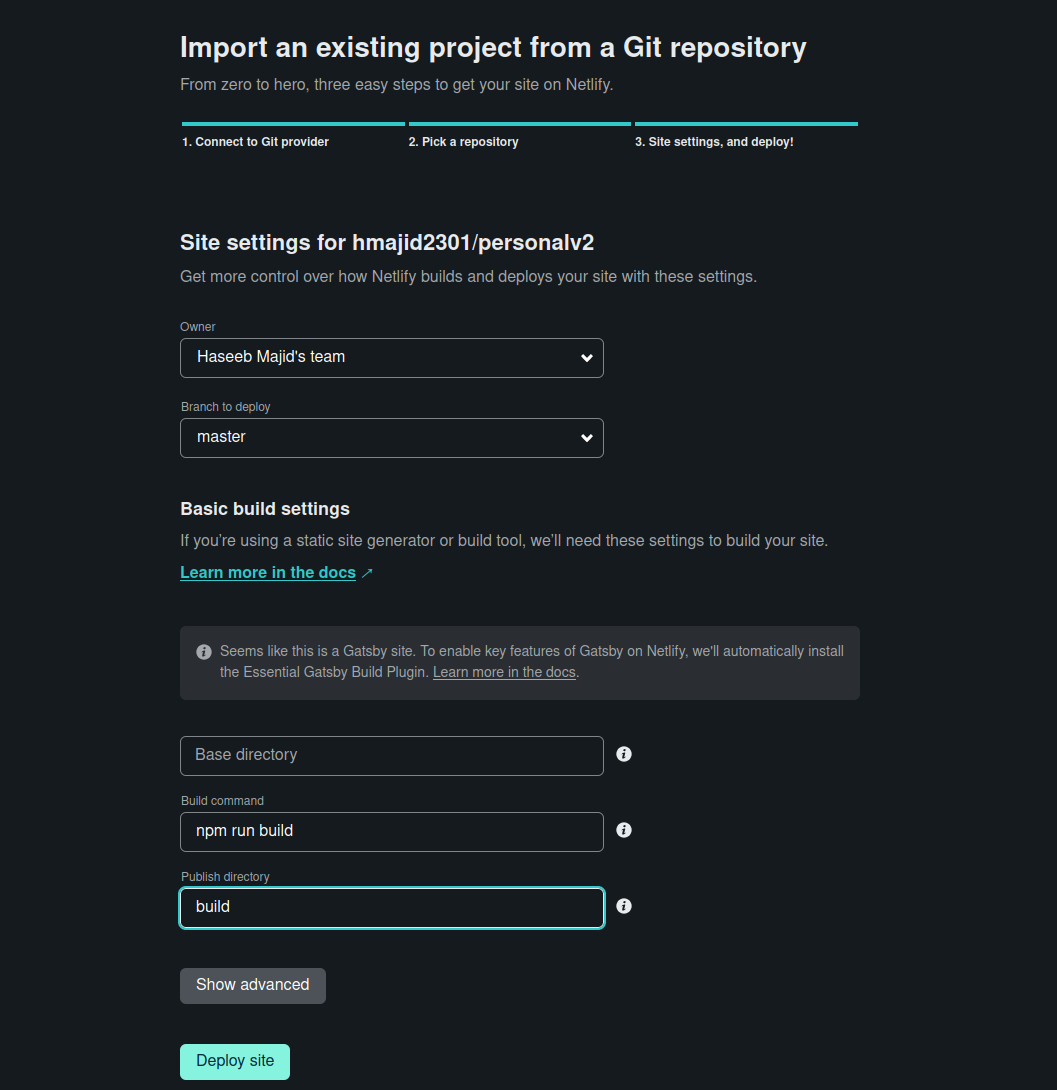 Import an existing project from a Git repository
From zero to hero, three easy steps to get your site on Netlify.
1. Connect to Git provider
2. Pick a repository
3. Site settings, and deploy!
Site settings for hmajid2301/personalv2
Get more control over how Netlify builds and deploys your site with these settings.
Owner
Haseeb Majid's team
Branch to deploy
master
Basic build settings
If you're using a static site generator or build tool, we'll need these settings to build your site.
Learn more in the docs ↗
Seems like this is a Gatsby site. To enable key features of Gatsby on Netlify, we'll automatically install
the Essential Gatsby Build Plugin. Learn more in the docs.
Base directory
Build command
npm run build
Publish directory
build
Show advanced
Deploy site